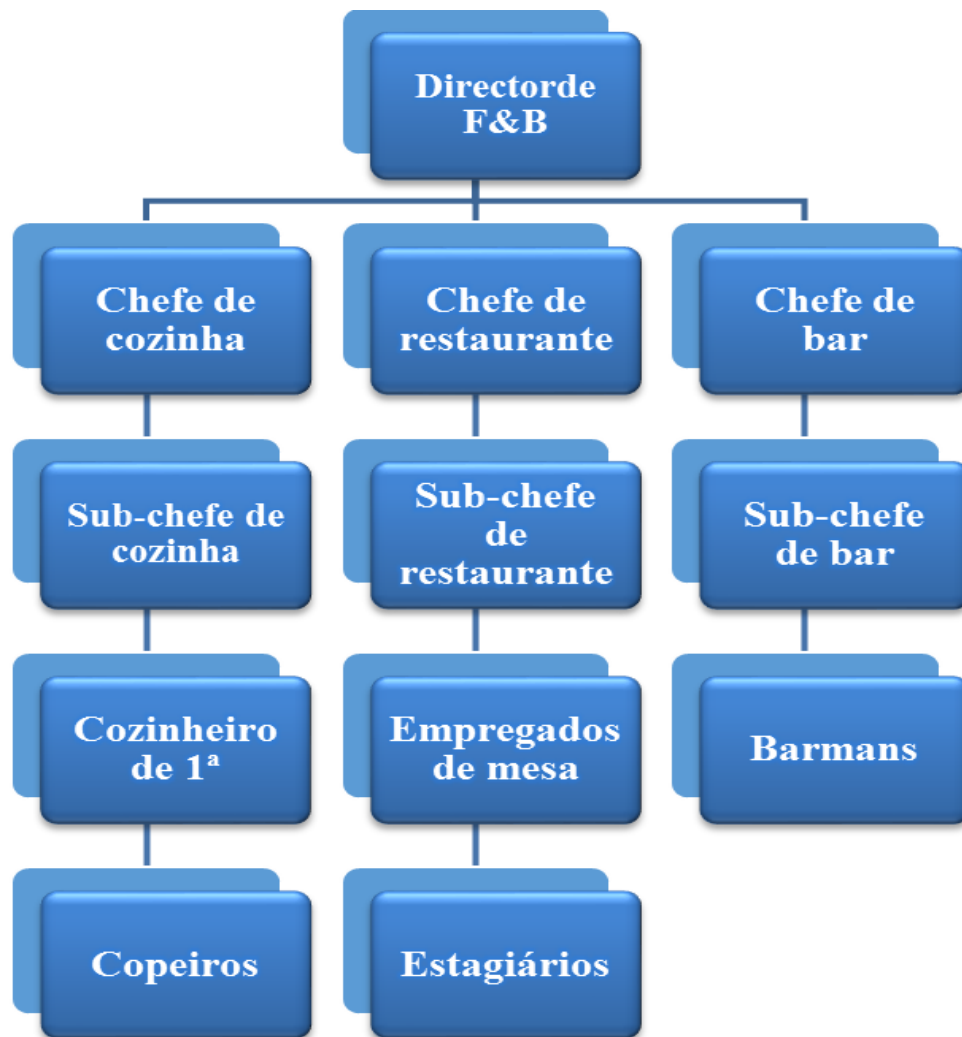 Directorde
F&B
Chefe de
cozinha
Chefe de
restaurante
Chefe de
bar
Sub-chefe de
cozinha
Sub-chefe
de
restaurante
Sub-chefe
de bar
Cozinheiro
de 1ª
Empregados
de mesa
Barmans
Copeiros
Estagiários